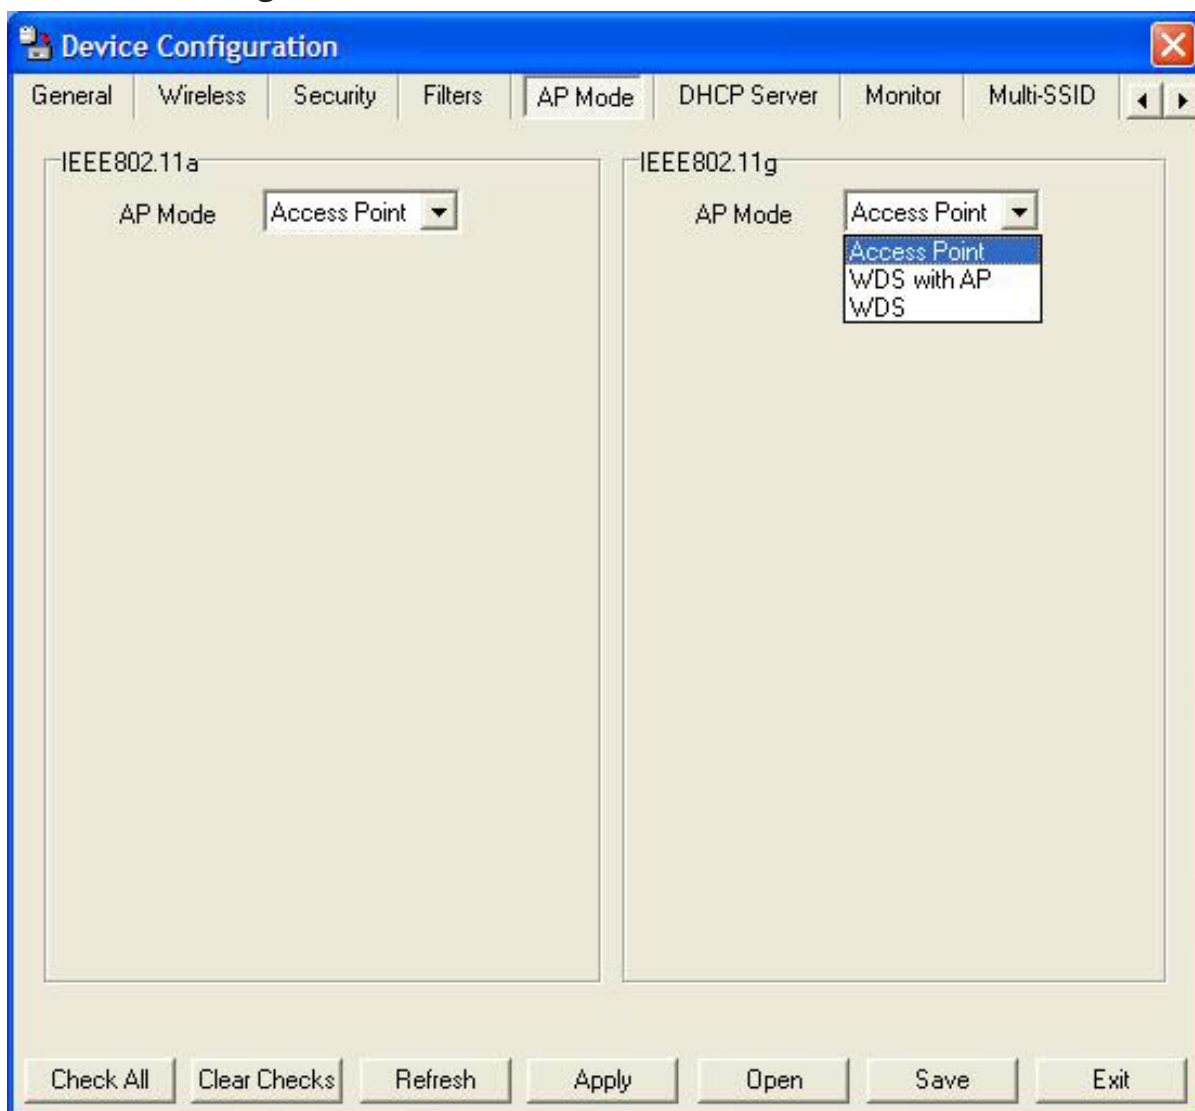 Device Configuration
General Wireless Security Filters AP Mode DHCP Server Monitor Multi-SSID
IEEE802.11a
AP Mode Access Point
IEEE802.11g
AP Mode Access Point
Access Point
WDS with AP
WDS
Check All Clear Checks Refresh Apply Open Save Exit